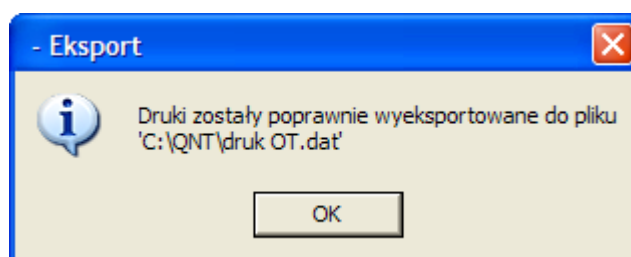 - Eksport
Druki zostały poprawnie wyeksportowane do pliku
'C:\QNT\druk OT.dat'
OK